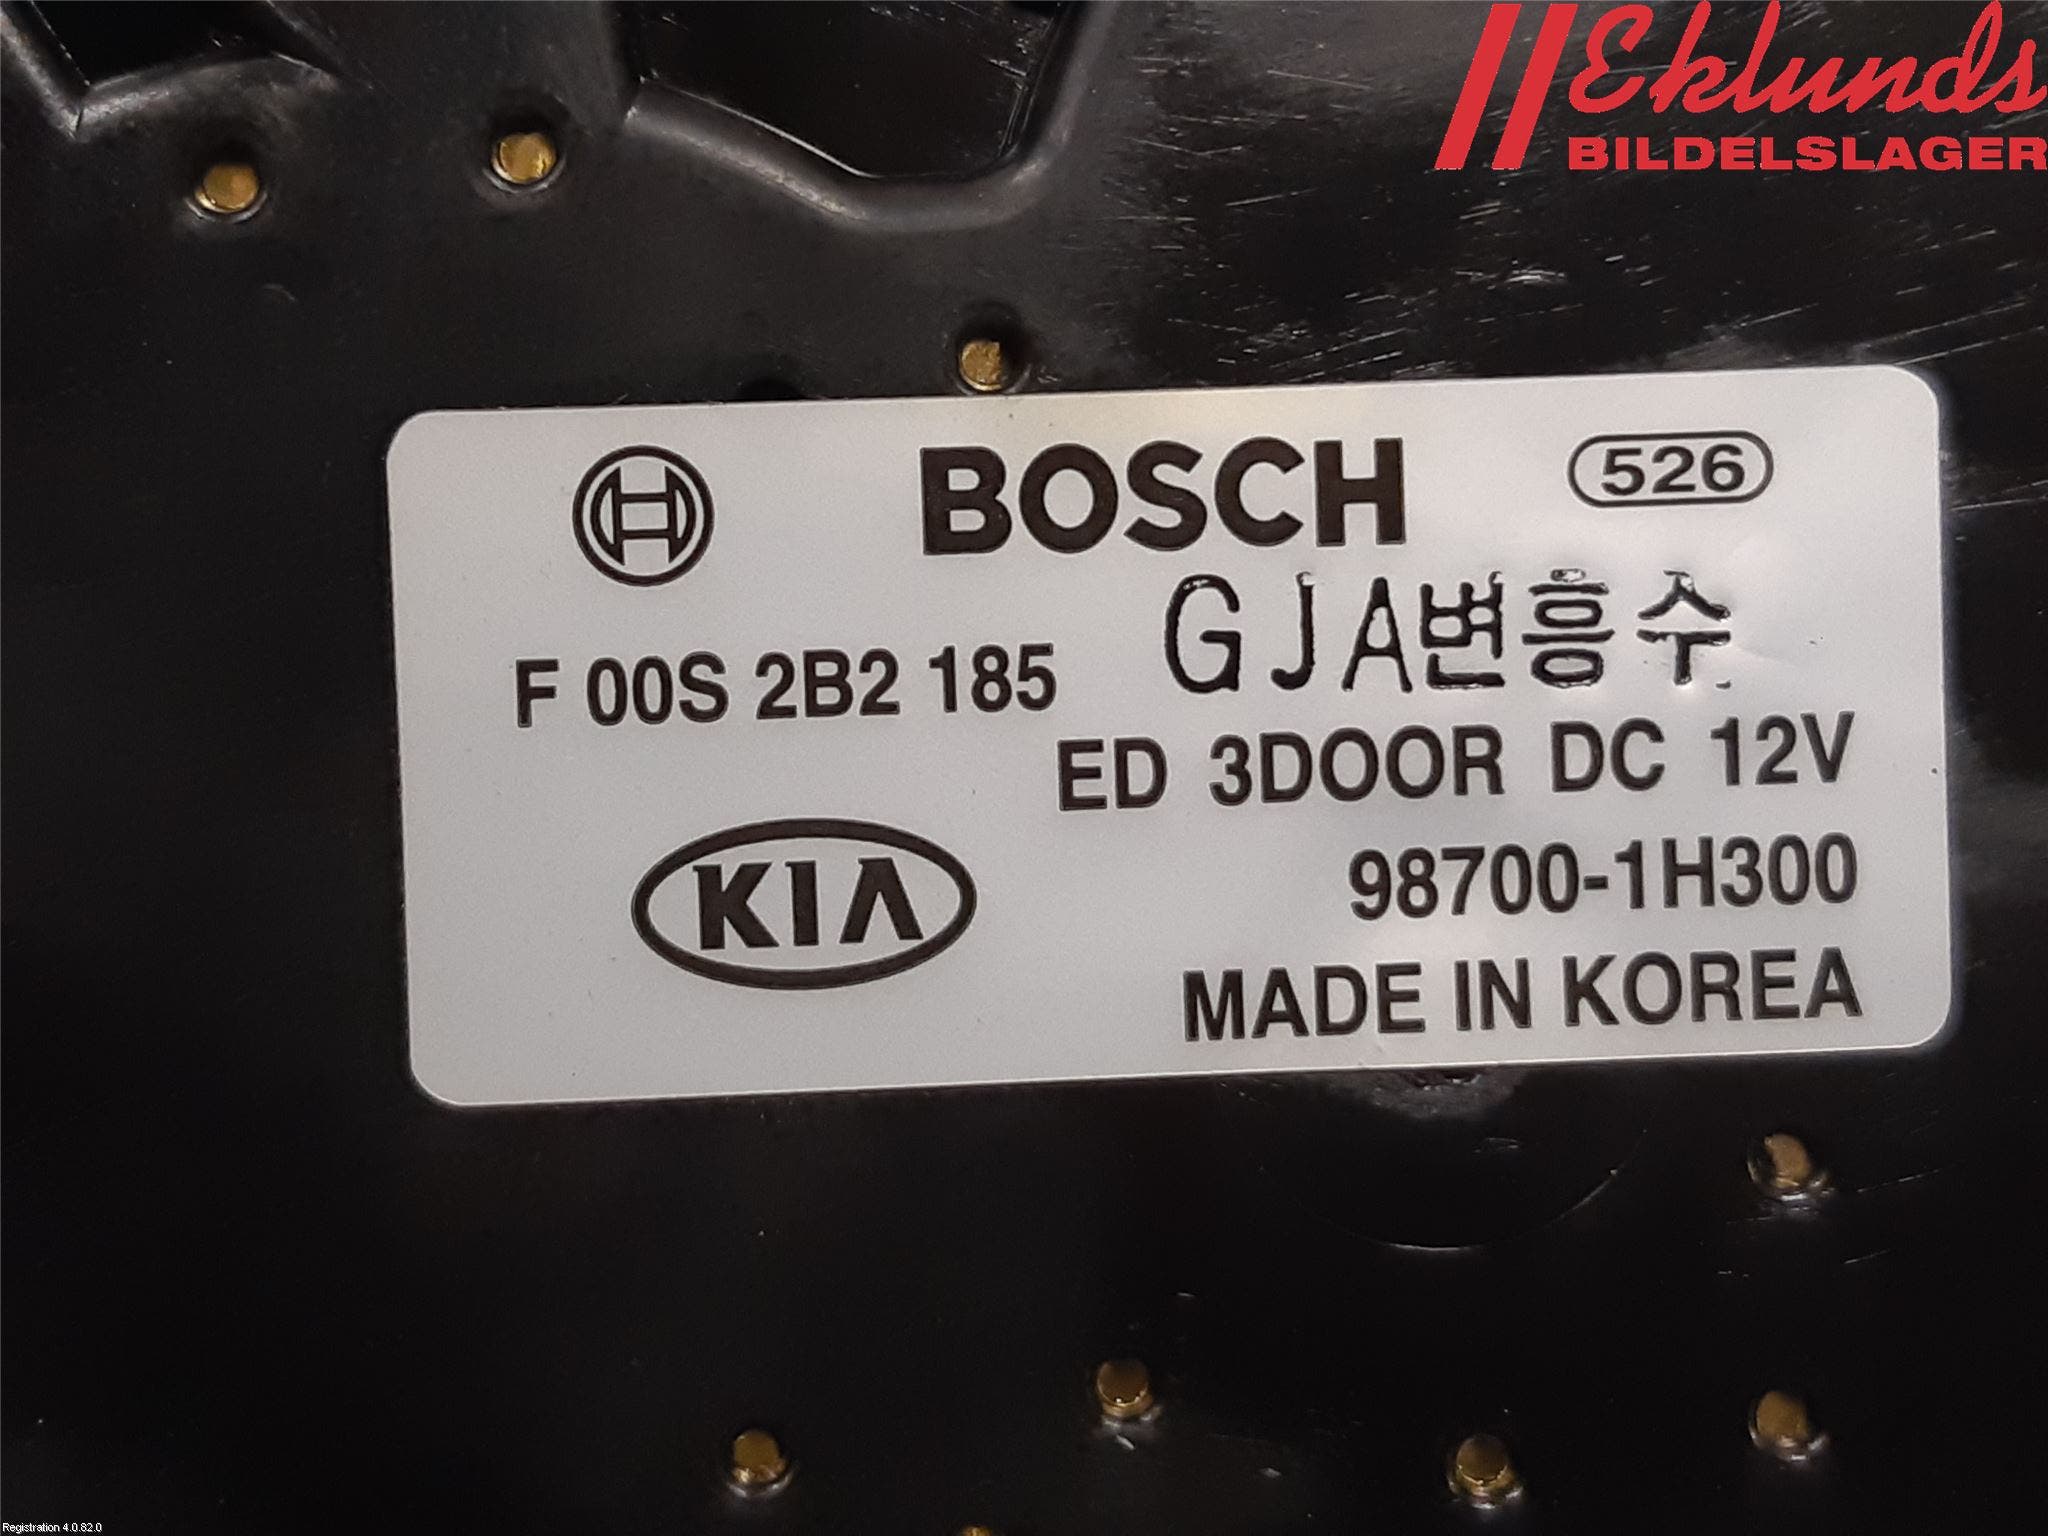 Eklunds
BILDELSLAGER
BOSCH
526
GJA변흥수
F 00S 2B2 185
ED 3DOOR DC 12V
KIA
98700-1H300
MADE IN KOREA
Registration 4.0.82.0